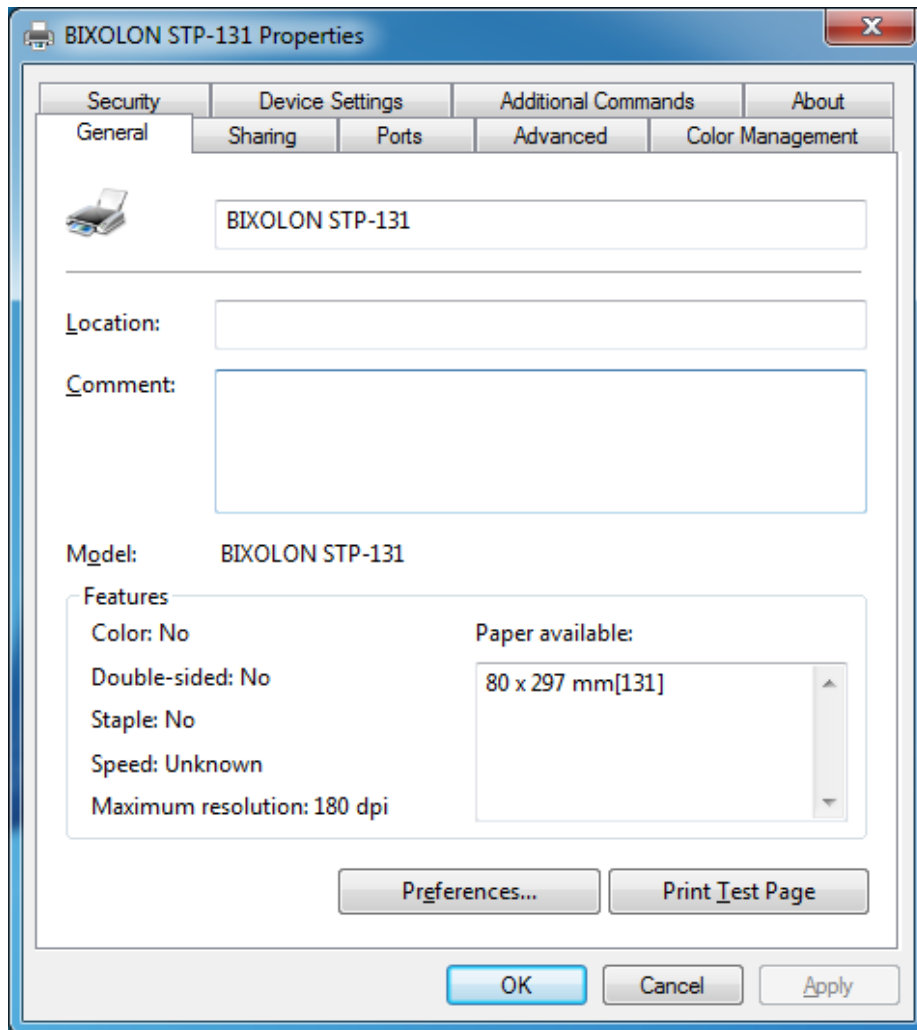 BIXOLON STP-131 Properties
Security Device Settings Additional Commands About
General Sharing Ports Advanced Color Management
BIXOLON STP-131
Location:
Comment:
Model: BIXOLON STP-131
Features
Color: No Paper available:
Double-sided: No 80 x 297 mm[131]
Staple: No
Speed: Unknown
Maximum resolution: 180 dpi
Preferences... Print Test Page
OK Cancel Apply